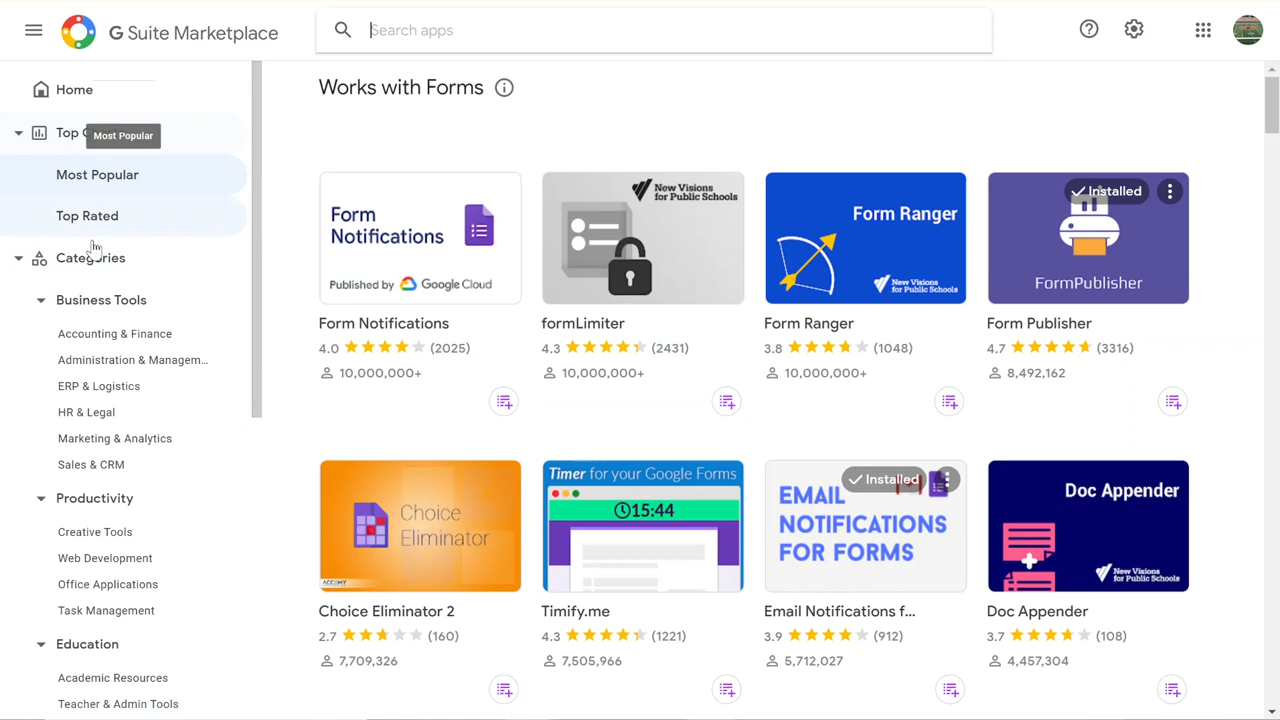 G Suite Marketplace
Search apps
Home
Top
Most Popular
Most Popular
Top Rated
Categories
Business Tools
Accounting & Finance
Administration & Managem...
ERP & Logistics
HR & Legal
Marketing & Analytics
Sales & CRM
Productivity
Creative Tools
Web Development
Office Applications
Task Management
Education
Academic Resources
Teacher & Admin Tools
Works with Forms
Form
Notifications
Published by Google Cloud
Form Notifications
4.0 (2025)
10,000,000+
New Visions
for Public Schools
formLimiter
4.3 (2431)
10,000,000+
Form Ranger
New Visions
for Public Schools
Form Ranger
3.8 (1048)
10,000,000+
Installed
FormPublisher
Form Publisher
4.7 (3316)
8,492,162
Choice
Eliminator
Choice Eliminator 2
2.7 (160)
7,709,326
Timer for your Google Forms
15:44
Timify.me
4.3 (1221)
7,505,966
Installed
EMAIL
NOTIFICATIONS
FOR FORMS
Email Notifications f...
3.9 (912)
5,712,027
Doc Appender
New Visions
for Public Schools
Doc Appender
3.7 (108)
4,457,304